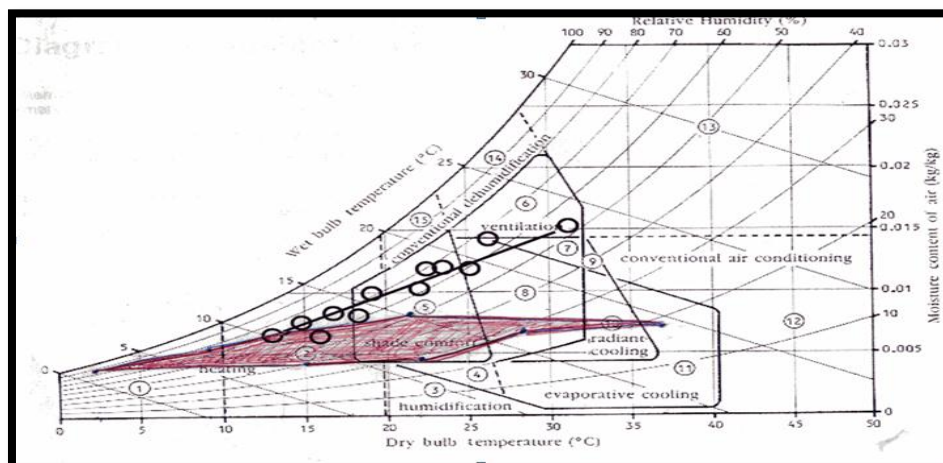 Relative Humidity (%)
100 90 80 70 60 50 40
Diagr
Wet bulb temperature (°C)
0 5 10 15 20 25 30
0.03
0.025
30
0.02
20
0.015
0.01
10
0.005
0
Moisture content of air (kg/kg)
conventional dehumidification
ventilation
conventional air conditioning
shade comfort
radiant
cooling
heating
humidification
evaporative cooling
1 2 3 4 5 6 7 8 9 10 11 12 13 14 15
0 5 10 15 20 25 30 35 40 45 50
Dry bulb temperature (°C)